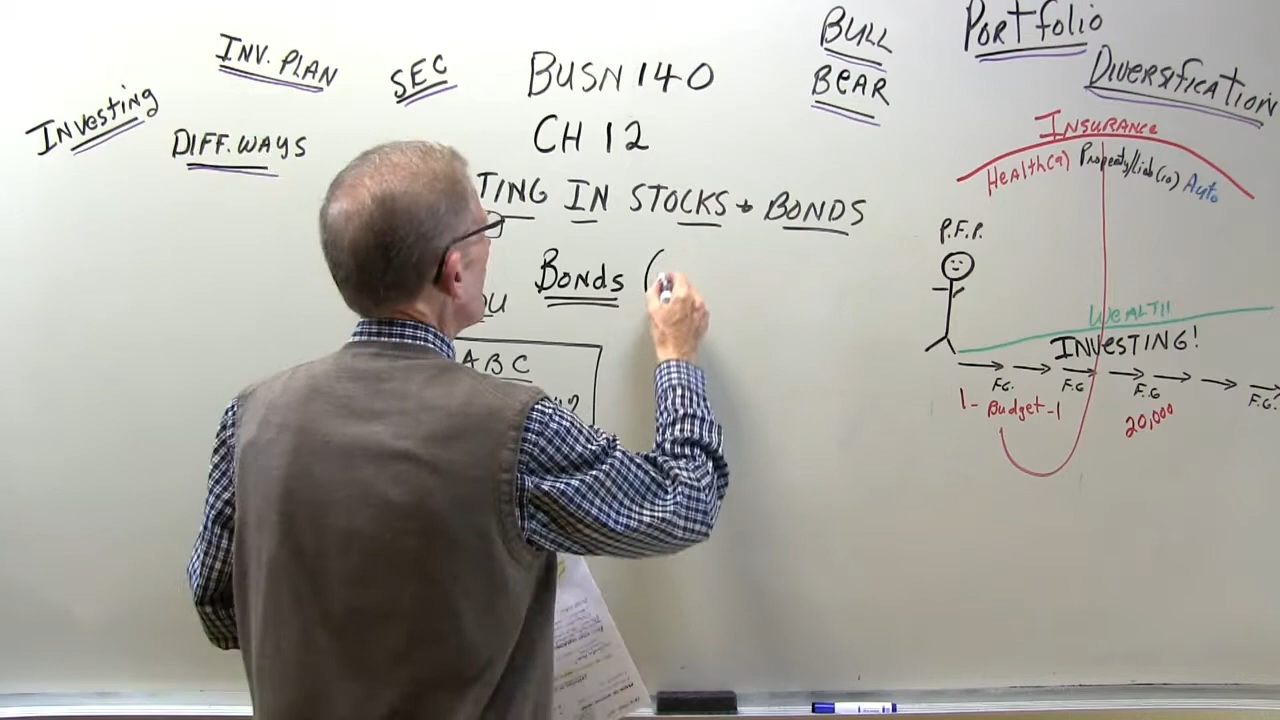 INV. PLAN
SEC
BUSN 140
BULL
BEAR
PORTfolio
DIVERSIFICATION
INVESTING
DIFF. WAYS
CH 12
TING IN STOCKS + BONDS
BONDS (
OU
ABC
INSURANCE
HEALTH(9) Property/Liab(10) Auto
P.F.P.
WEALTH
INVESTING!
F.G. F.G F.G F.G.
1- Budget -1
20,000